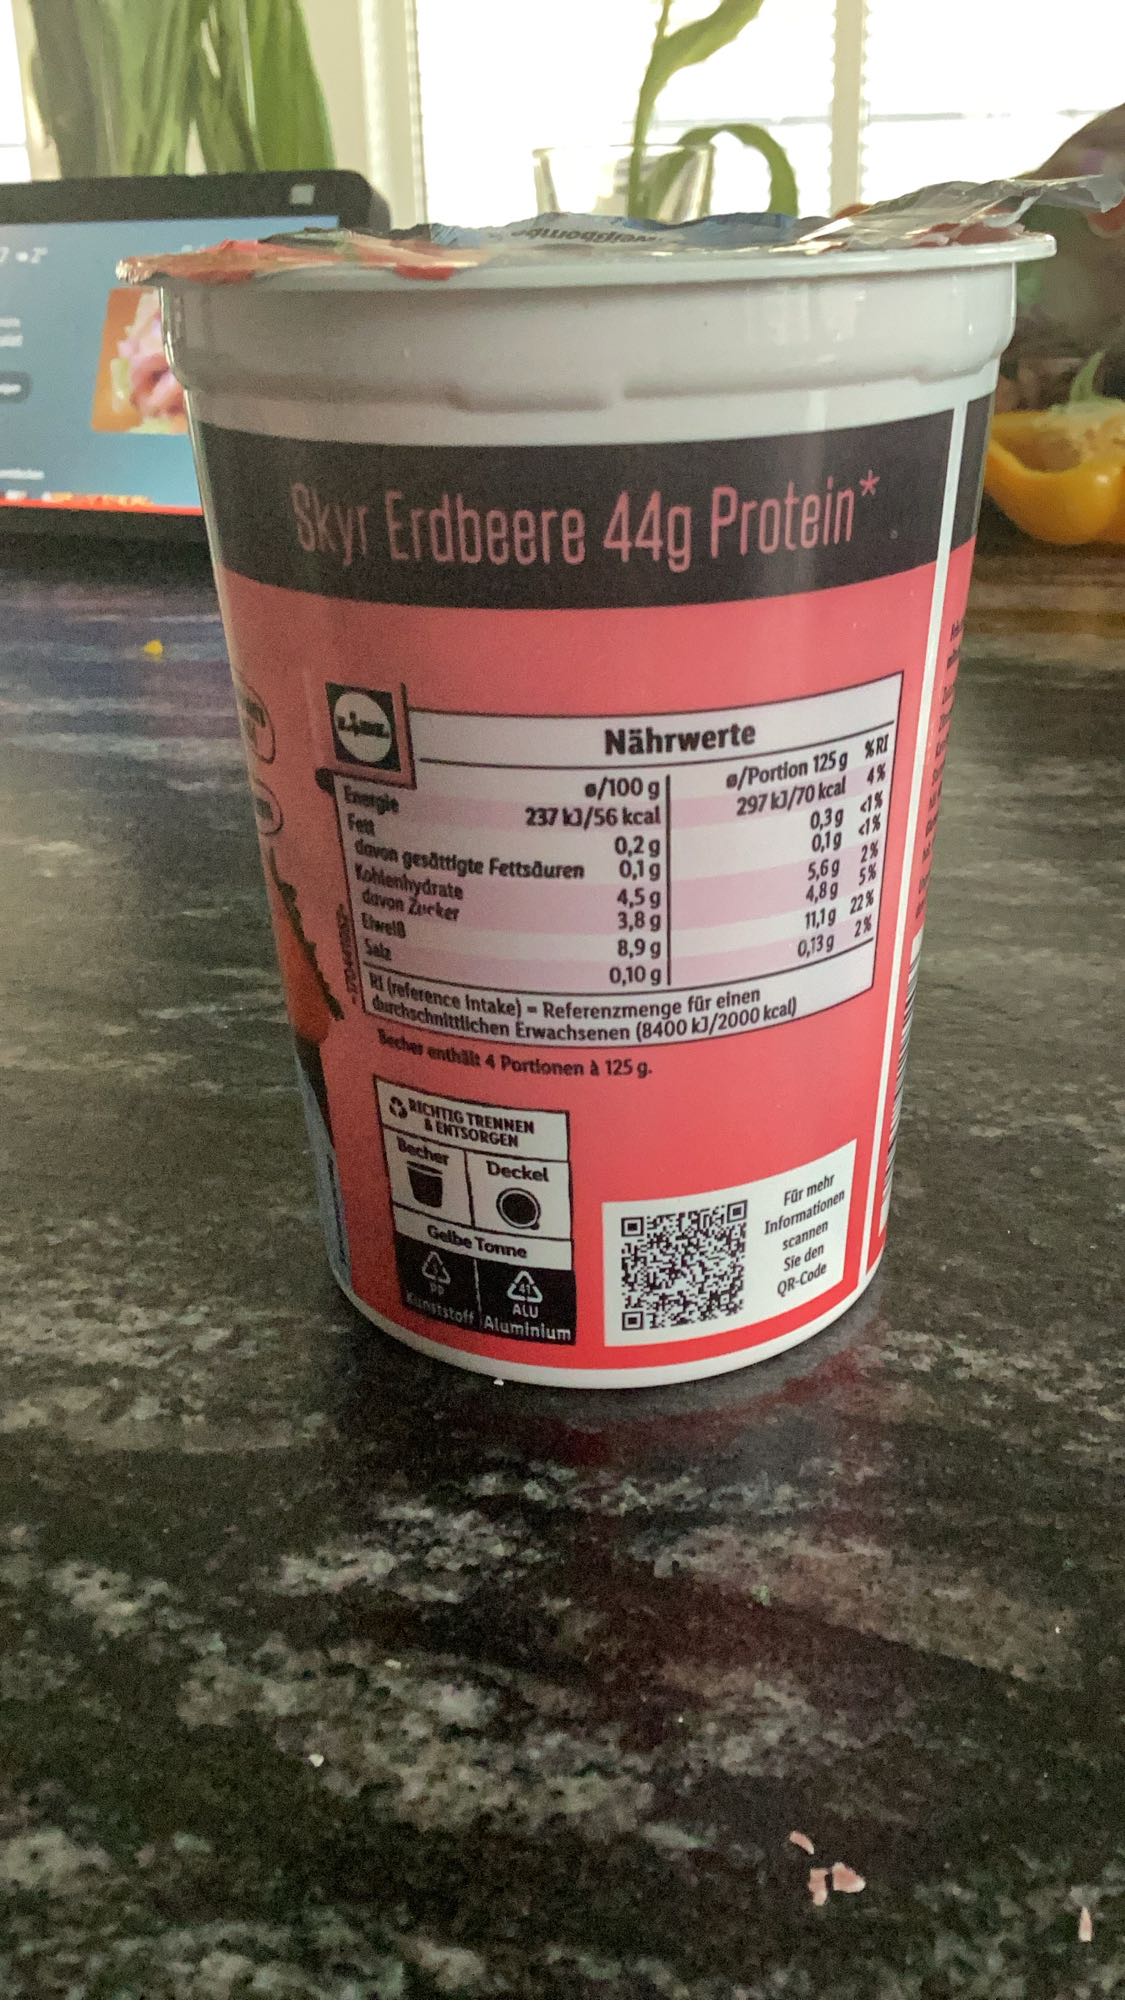 Skyr Erdbeere 44g Protein*
LIDL
Nährwerte
ø/100 g ø/Portion 125 g %RI
Energie 237 kJ/56 kcal 297 kJ/70 kcal 4%
Fett 0,2 g 0,3 g <1%
davon gesättigte Fettsäuren 0,1 g 0,1 g <1%
Kohlenhydrate 4,5 g 5,6 g 2%
davon Zucker 3,8 g 4,8 g 5%
Eiweiß 8,9 g 11,1 g 22%
Salz 0,10 g 0,13 g 2%
RI (reference intake) = Referenzmenge für einen
durchschnittlichen Erwachsenen (8400 kJ/2000 kcal)
Becher enthält 4 Portionen à 125 g.
RICHTIG TRENNEN
& ENTSORGEN
Becher Deckel
Gelbe Tonne
5 41
PP ALU
Kunststoff Aluminium
Für mehr
Informationen
scannen
Sie den
QR-Code